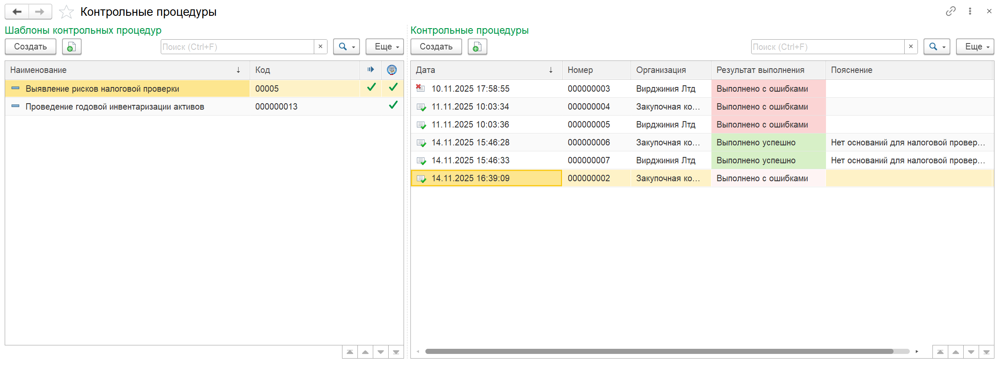 Контрольные процедуры
Шаблоны контрольных процедур
Создать
Поиск (Ctrl+F)
×
Еще
Наименование ↓ Код
Выявление рисков налоговой проверки 00005
Проведение годовой инвентаризации активов 000000013
Контрольные процедуры
Создать
Поиск (Ctrl+F)
×
Еще
Дата ↓ Номер Организация Результат выполнения Пояснение
10.11.2025 17:58:55 000000003 Вирджиния Лтд Выполнено с ошибками
11.11.2025 10:03:34 000000004 Закупочная ко... Выполнено с ошибками
11.11.2025 10:03:36 000000005 Вирджиния Лтд Выполнено с ошибками
14.11.2025 15:46:28 000000006 Закупочная ко... Выполнено успешно Нет оснований для налоговой провер...
14.11.2025 15:46:33 000000007 Вирджиния Лтд Выполнено успешно Нет оснований для налоговой провер...
14.11.2025 16:39:09 000000002 Закупочная ко... Выполнено с ошибками